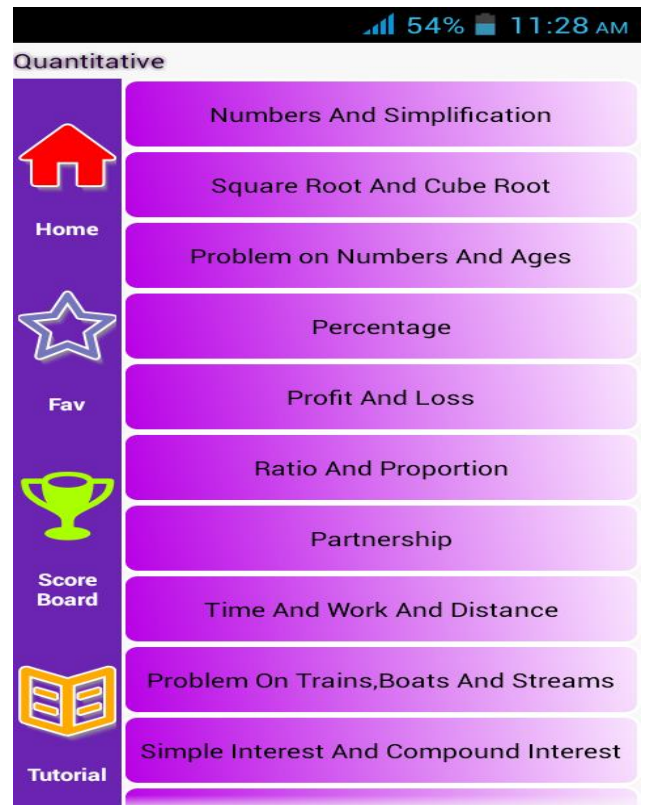 54% 11:28 AM
Quantitative
Home
Fav
Score
Board
Tutorial
Numbers And Simplification
Square Root And Cube Root
Problem on Numbers And Ages
Percentage
Profit And Loss
Ratio And Proportion
Partnership
Time And Work And Distance
Problem On Trains,Boats And Streams
Simple Interest And Compound Interest